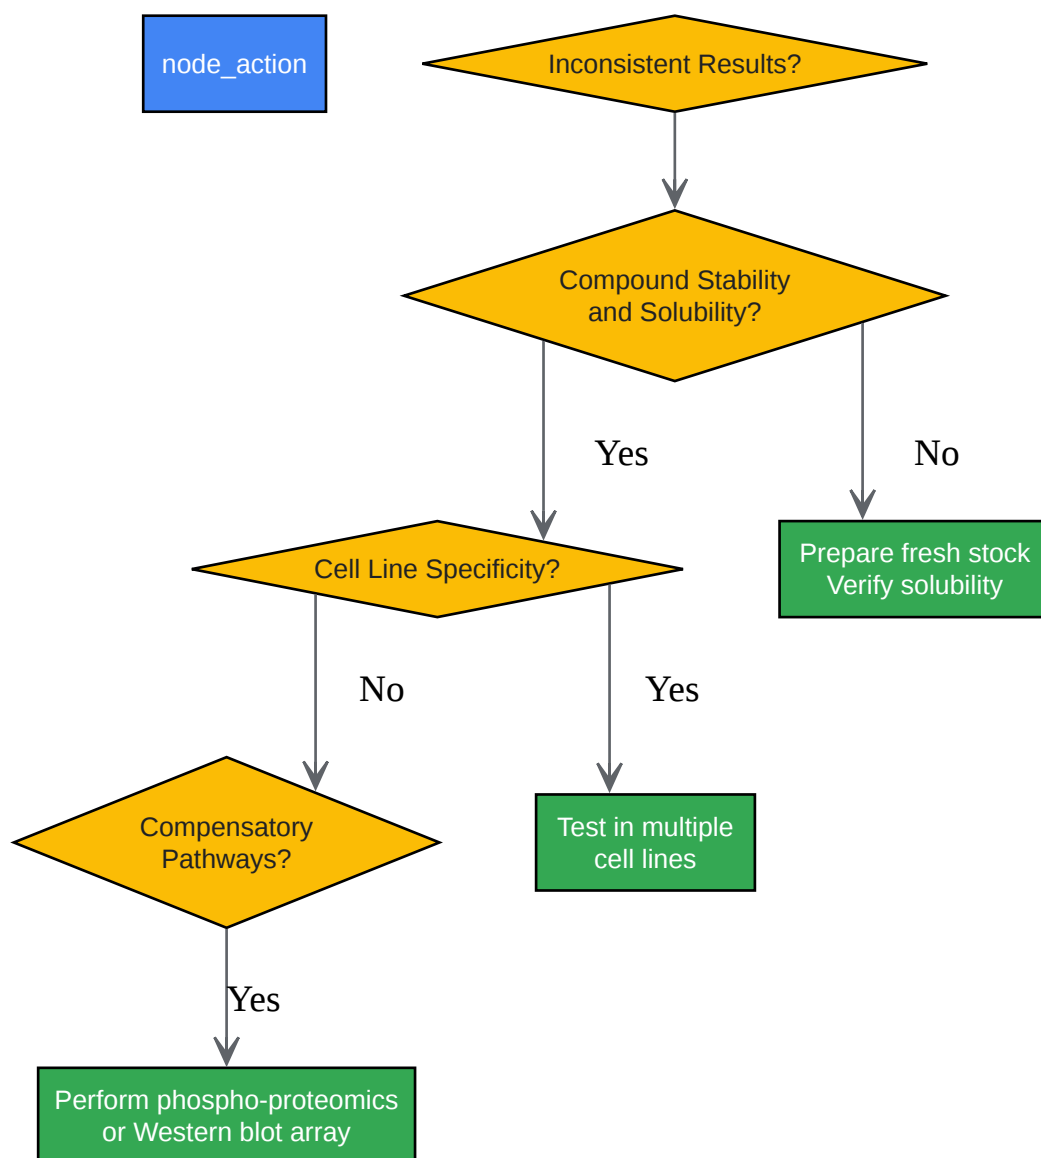 node_action
Inconsistent Results?
Compound Stability
and Solubility?
Yes
No
Cell Line Specificity?
Prepare fresh stock
Verify solubility
No
Yes
Compensatory
Pathways?
Test in multiple
cell lines
Yes
Perform phospho-proteomics
or Western blot array